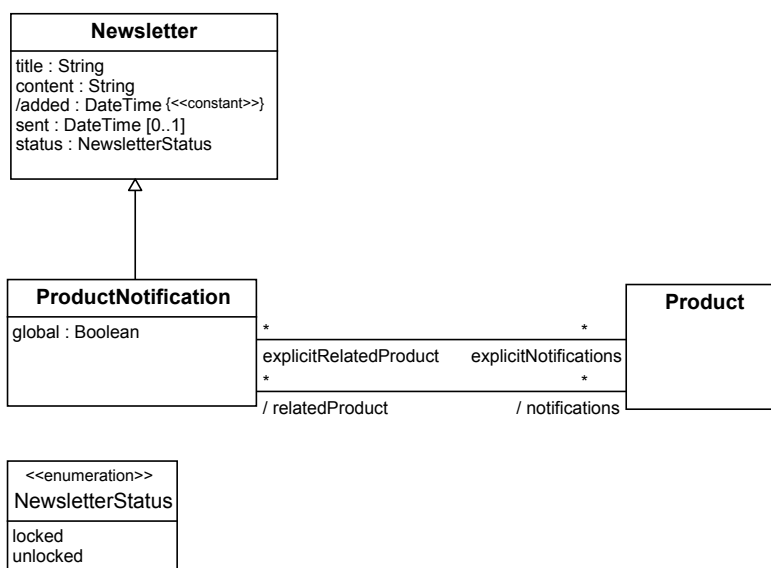 Newsletter
title : String
content : String
/added : DateTime {<<constant>>}
sent : DateTime [0..1]
status : NewsletterStatus
ProductNotification
global : Boolean
Product
* *
explicitRelatedProduct explicitNotifications
* *
/ relatedProduct / notifications
<<enumeration>>
NewsletterStatus
locked
unlocked